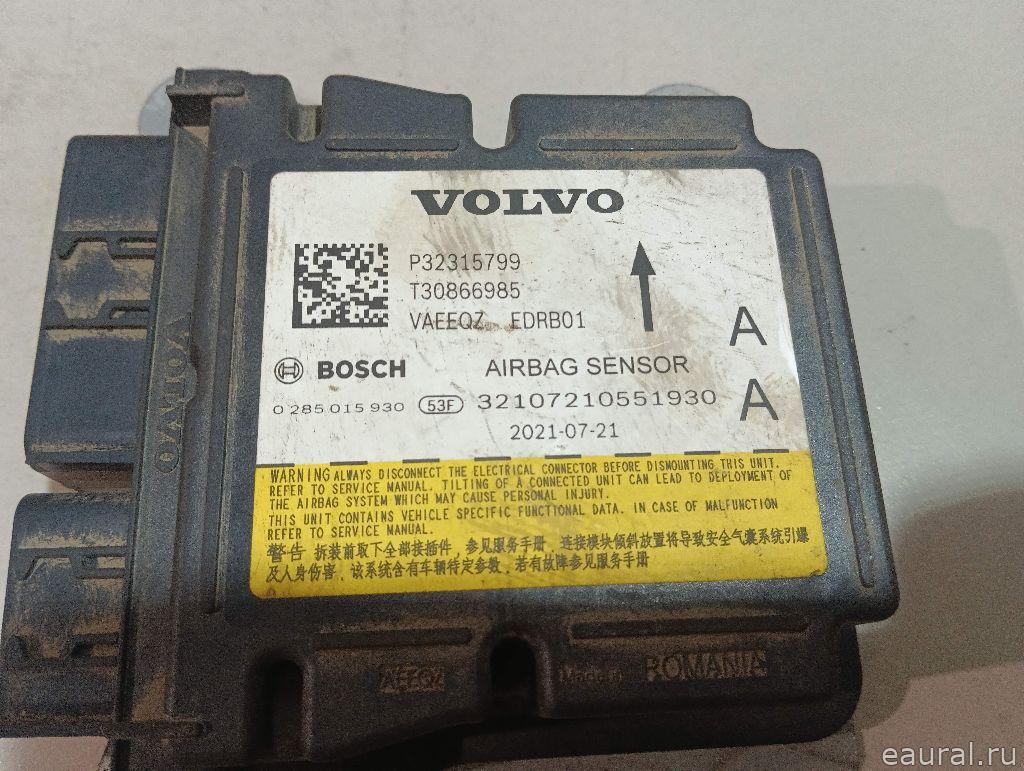 VOLVO
P32315799
T30866985
VAEEQZ EDRB01
A
BOSCH AIRBAG SENSOR
0 285 015 930 53F 32107210551930 A
2021-07-21
WARNING ALWAYS DISCONNECT THE ELECTRICAL CONNECTOR BEFORE DISMOUNTING THIS UNIT.
REFER TO SERVICE MANUAL. TILTING OF A CONNECTED UNIT CAN LEAD TO DEPLOYMENT OF
THE AIRBAG SYSTEM WHICH MAY CAUSE PERSONAL INJURY.
THIS UNIT CONTAINS VEHICLE SPECIFIC FUNCTIONAL DATA. IN CASE OF MALFUNCTION
REFER TO SERVICE MANUAL.
警告 拆装前取下全部接插件，参见服务手册 连接模块倾斜放置将导致安全气囊系统引爆
及人身伤害，该系统含有车辆特定参数，若有故障参见服务手册
AEEQZ
Made in ROMANIA
eaural.ru